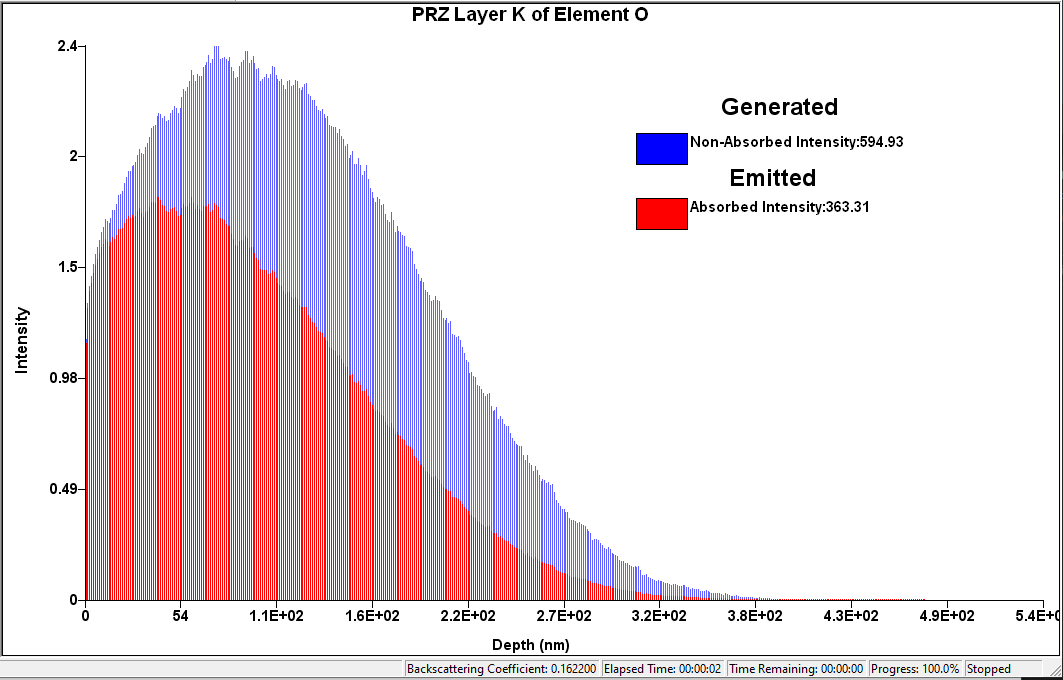 PRZ Layer K of Element O
2.4
2
1.5
0.98
0.49
0
Intensity
Generated
Non-Absorbed Intensity:594.93
Emitted
Absorbed Intensity:363.31
0 54 1.1E+02 1.6E+02 2.2E+02 2.7E+02 3.2E+02 3.8E+02 4.3E+02 4.9E+02 5.4E+0
Depth (nm)
Backscattering Coefficient: 0.162200 Elapsed Time: 00:00:02 Time Remaining: 00:00:00 Progress: 100.0% Stopped